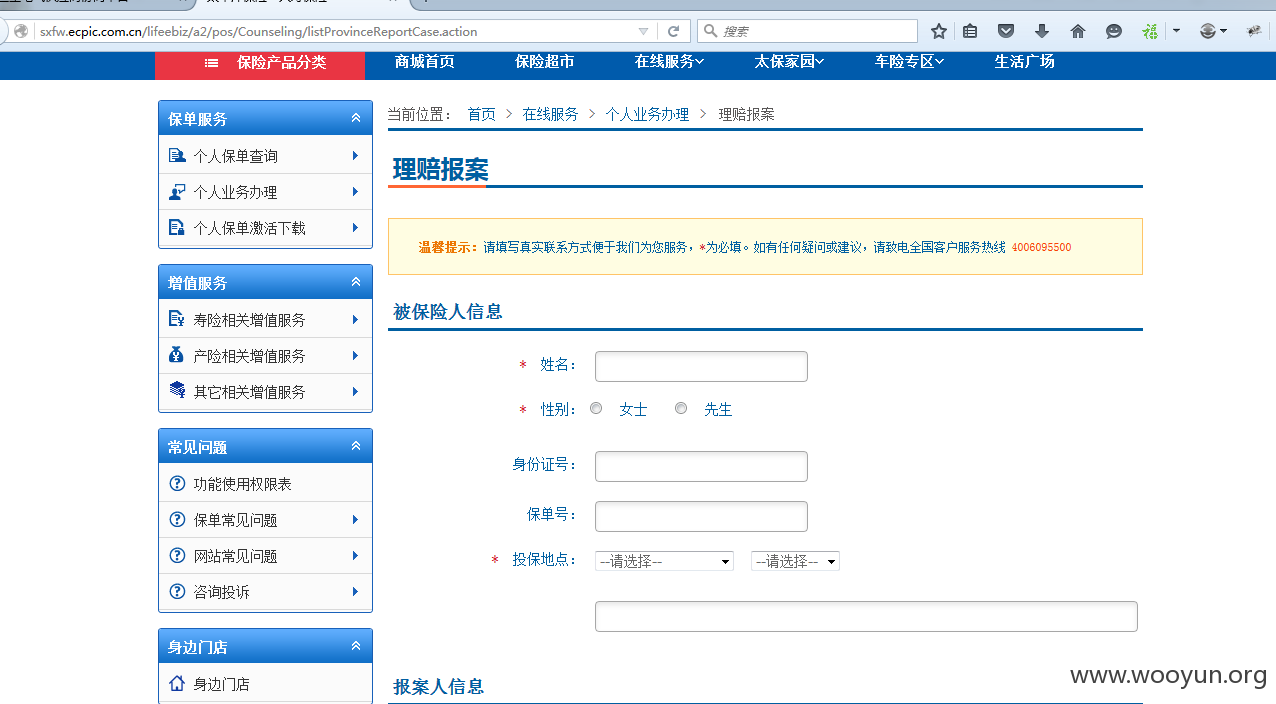 sxfw.ecpic.com.cn/lifeebiz/a2/pos/Counseling/listProvinceReportCase.action
搜索
保险产品分类 商城首页 保险超市 在线服务 太保家园 车险专区 生活广场
保单服务
个人保单查询
个人业务办理
个人保单激活下载
增值服务
寿险相关增值服务
产险相关增值服务
其它相关增值服务
常见问题
功能使用权限表
保单常见问题
网站常见问题
咨询投诉
身边门店
身边门店
当前位置： 首页 > 在线服务 > 个人业务办理 > 理赔报案
理赔报案
温馨提示：请填写真实联系方式便于我们为您服务，*为必填。如有任何疑问或建议，请致电全国客户服务热线 4006095500
被保险人信息
* 姓名：
* 性别： 女士 先生
身份证号：
保单号：
* 投保地点： --请选择-- --请选择--
报案人信息
www.wooyun.org